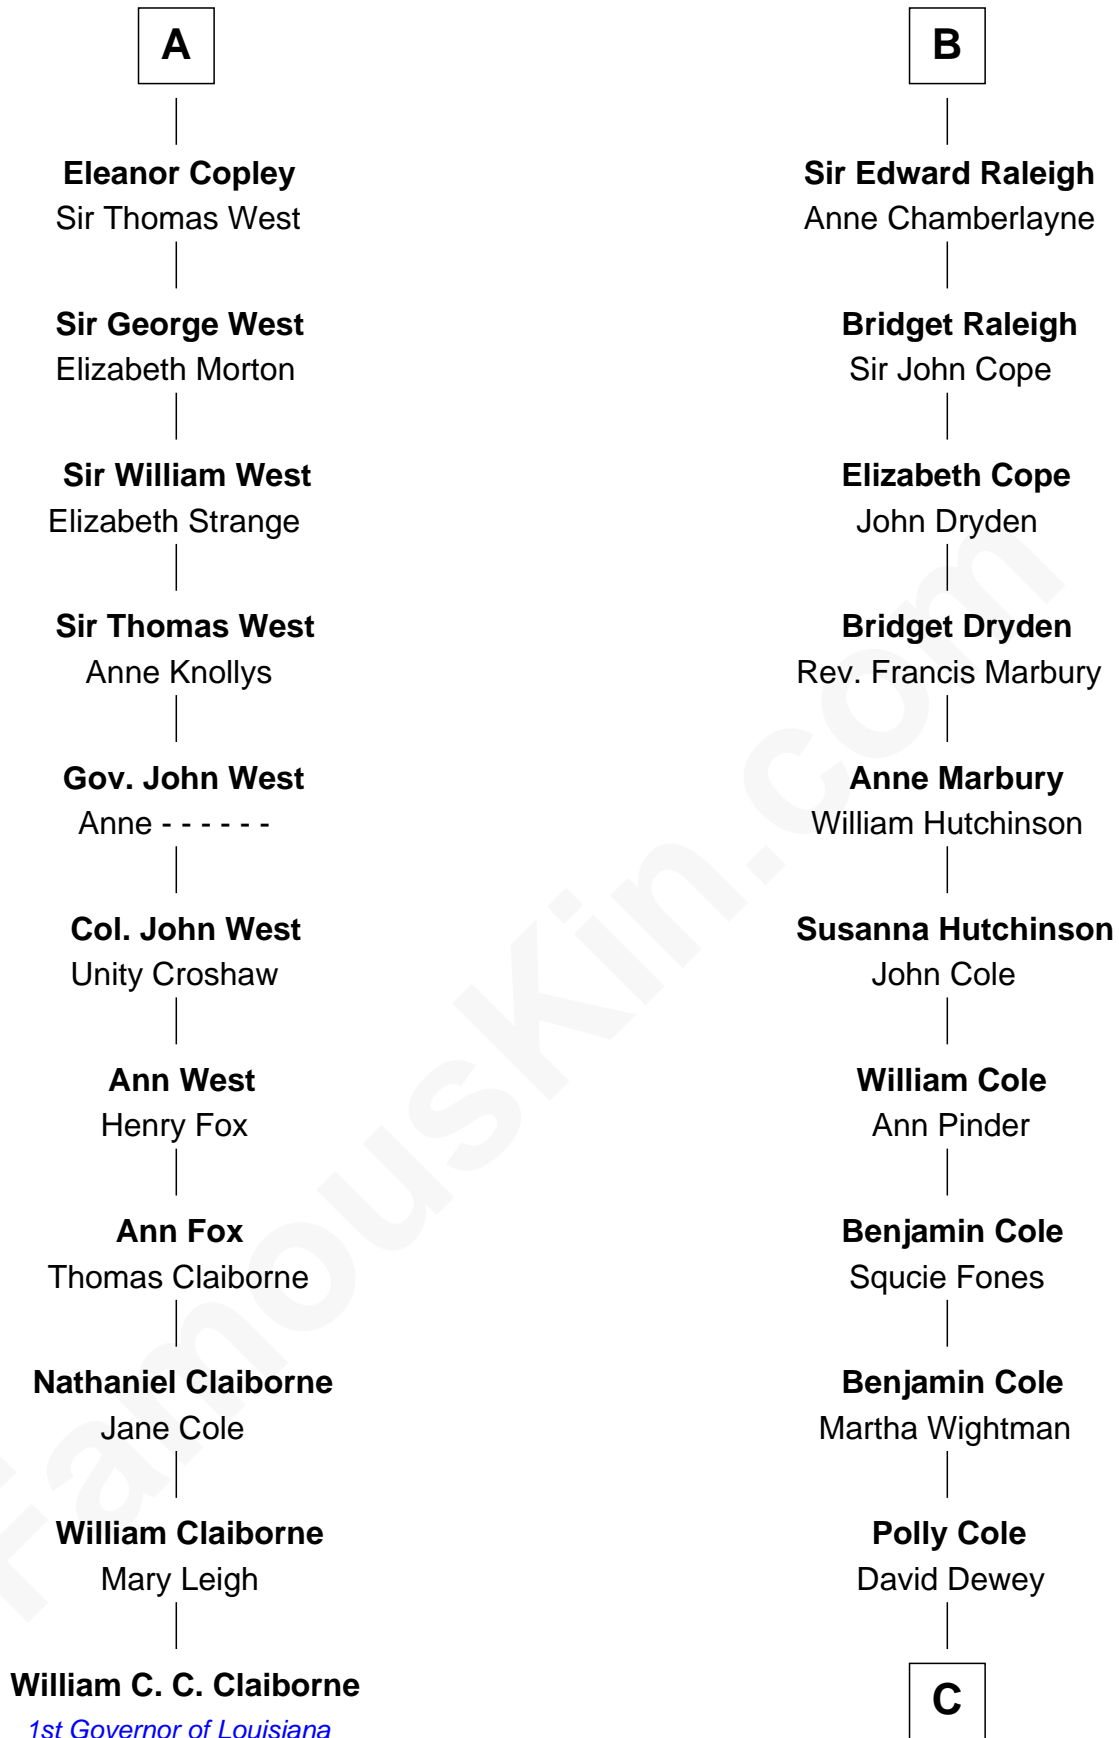 A
Eleanor Copley
Sir Thomas West
Sir George West
Elizabeth Morton
Sir William West
Elizabeth Strange
Sir Thomas West
Anne Knollys
Gov. John West
Anne - - - - - -
Col. John West
Unity Croshaw
Ann West
Henry Fox
Ann Fox
Thomas Claiborne
Nathaniel Claiborne
Jane Cole
William Claiborne
Mary Leigh
William C. C. Claiborne
1st Governor of Louisiana
B
Sir Edward Raleigh
Anne Chamberlayne
Bridget Raleigh
Sir John Cope
Elizabeth Cope
John Dryden
Bridget Dryden
Rev. Francis Marbury
Anne Marbury
William Hutchinson
Susanna Hutchinson
John Cole
William Cole
Ann Pinder
Benjamin Cole
Squcie Fones
Benjamin Cole
Martha Wightman
Polly Cole
David Dewey
C
FamousKin.com